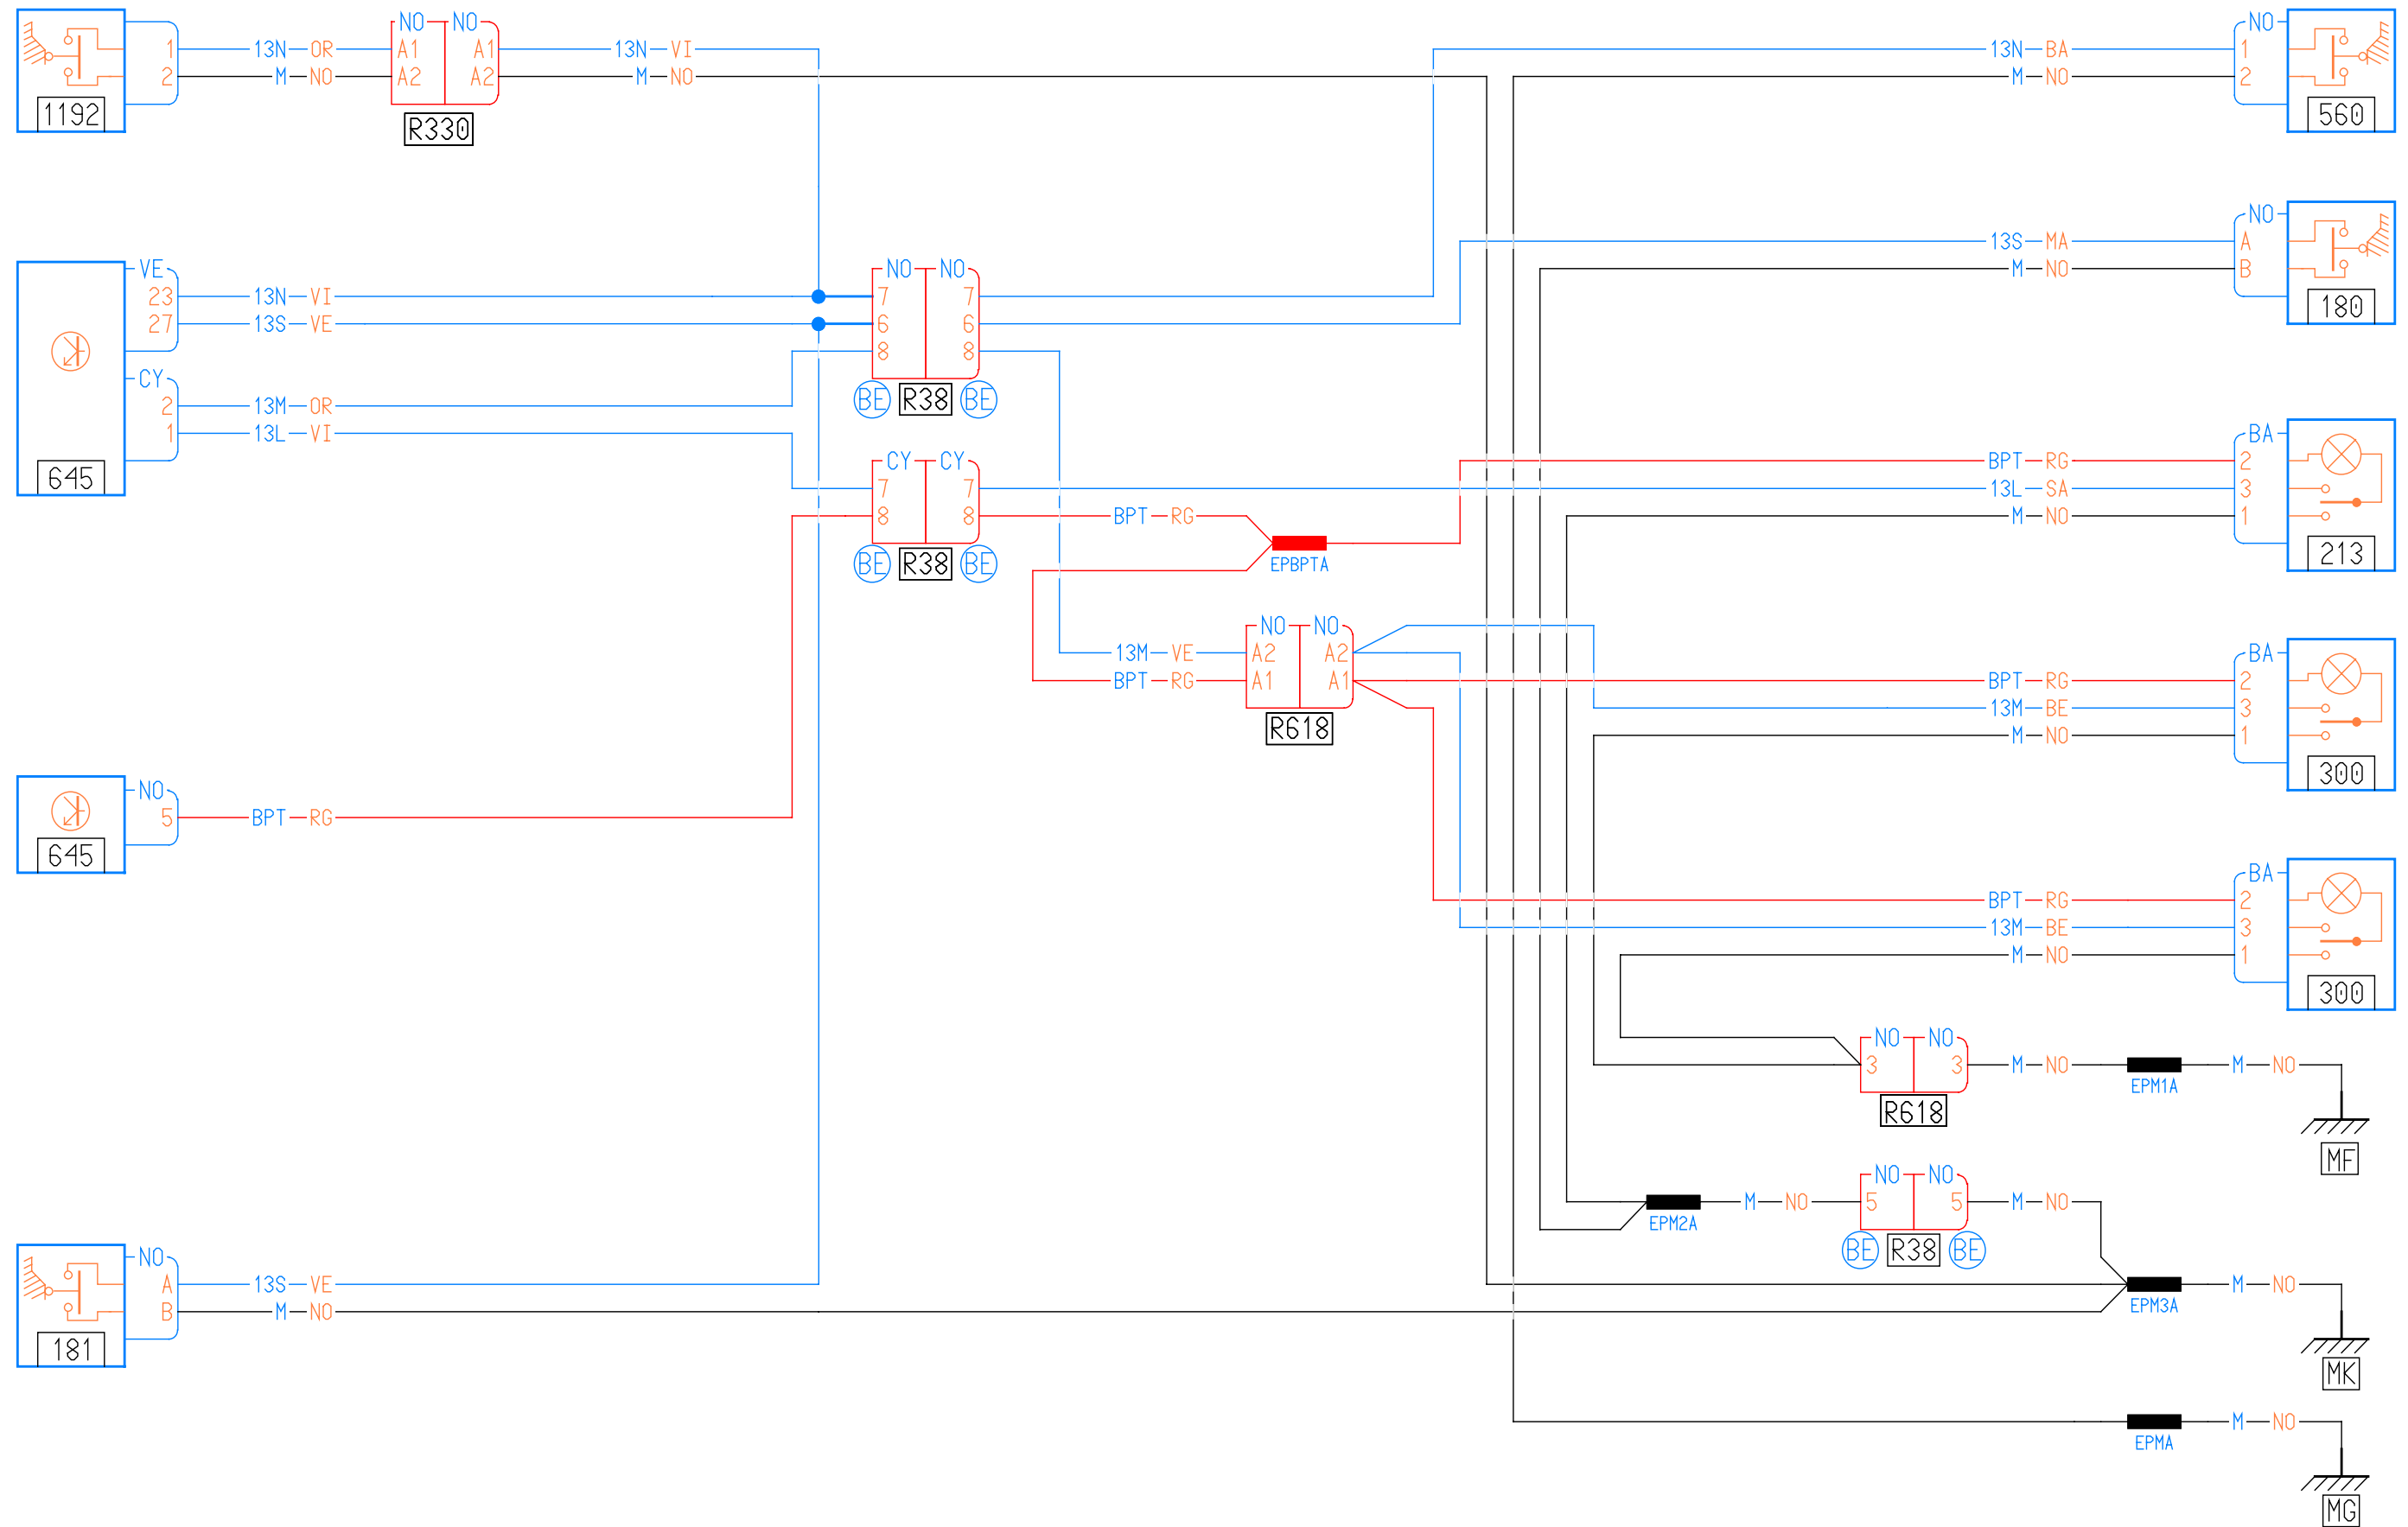 NO NO NO
1 13N OR A1 A1 13N VI 13N BA 1
2 M NO A2 A2 M NO M NO 2
1192 R330 560
NO
13S MA A
M NO B
180
VE NO NO
23 13N VI 7 7
27 13S VE 6 6
8 8
CY
2 13M OR BE R38 BE
1 13L VI
645
BA
CY CY BPT RG 2
7 7 13L SA 3
8 8 BPT RG M NO 1
BE R38 BE EPBPTA 213
NO NO BA
13M VE A2 A2
BPT RG A1 A1 BPT RG 2
R618 13M BE 3
M NO 1
300
NO
5 BPT RG
645
BA
BPT RG 2
13M BE 3
M NO 1
300
NO NO
3 3 M NO EPM1A M NO
R618
MF
NO NO
EPM2A M NO 5 5 M NO
BE R38 BE
NO
A 13S VE EPM3A M NO
B M NO
181
MK
EPMA M NO
MG